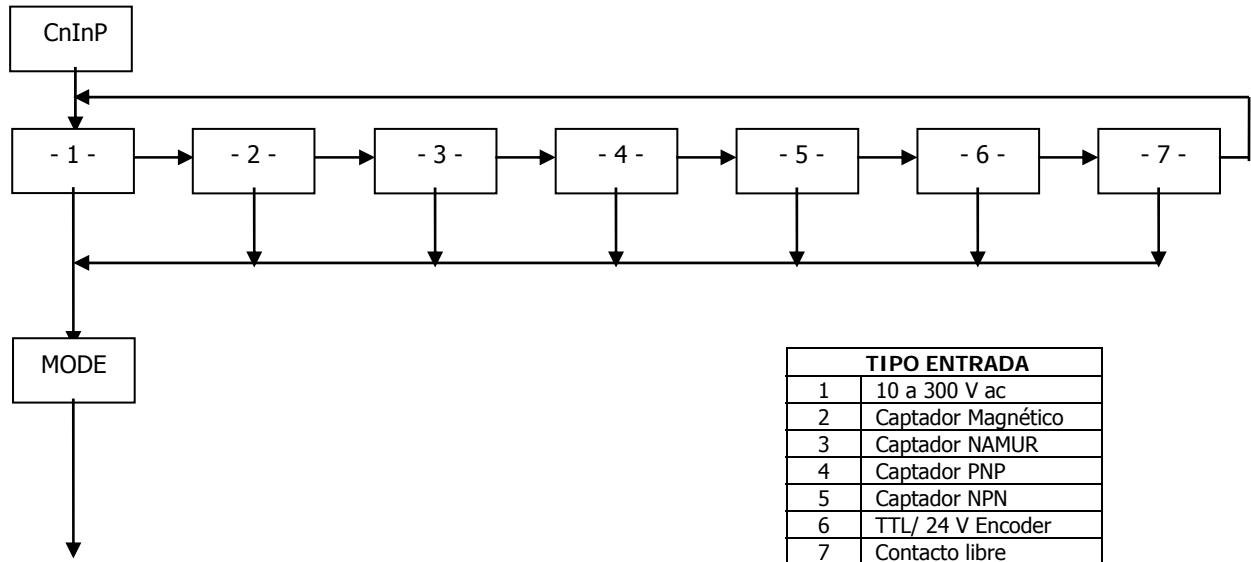 CnInP
- 1 - - 2 - - 3 - - 4 - - 5 - - 6 - - 7 -
MODE
TIPO ENTRADA
1 10 a 300 V ac
2 Captador Magnético
3 Captador NAMUR
4 Captador PNP
5 Captador NPN
6 TTL/ 24 V Encoder
7 Contacto libre